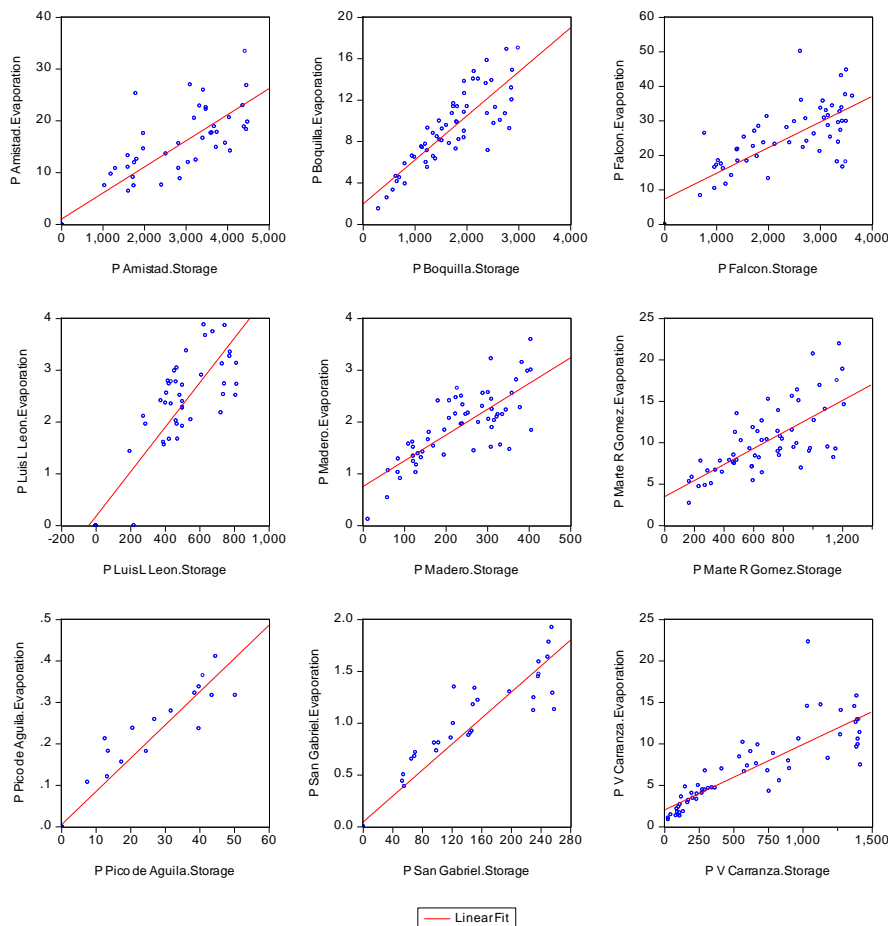 40
30
20
10
0
0 1,000 2,000 3,000 4,000 5,000
P Amistad.Evaporation
P Amistad.Storage
20
16
12
8
4
0
0 1,000 2,000 3,000 4,000
P Boquilla.Evaporation
P Boquilla.Storage
60
50
40
30
20
10
0
0 1,000 2,000 3,000 4,000
P Falcon.Evaporation
P Falcon.Storage
4
3
2
1
0
-200 0 200 400 600 800 1,000
P Luis L Leon.Evaporation
P Luis L Leon.Storage
4
3
2
1
0
0 100 200 300 400 500
P Madero.Evaporation
P Madero.Storage
25
20
15
10
5
0
0 200 400 600 800 1,000 1,200
P Marte R Gomez.Evaporation
P Marte R Gomez.Storage
.5
.4
.3
.2
.1
.0
0 10 20 30 40 50 60
P Pico de Aguila.Evaporation
P Pico de Aguila.Storage
2.0
1.6
1.2
0.8
0.4
0.0
0 40 80 120 160 200 240 280
P San Gabriel.Evaporation
P San Gabriel.Storage
25
20
15
10
5
0
0 250 500 750 1,000 1,500
P V Carranza.Evaporation
P V Carranza.Storage
Linear Fit